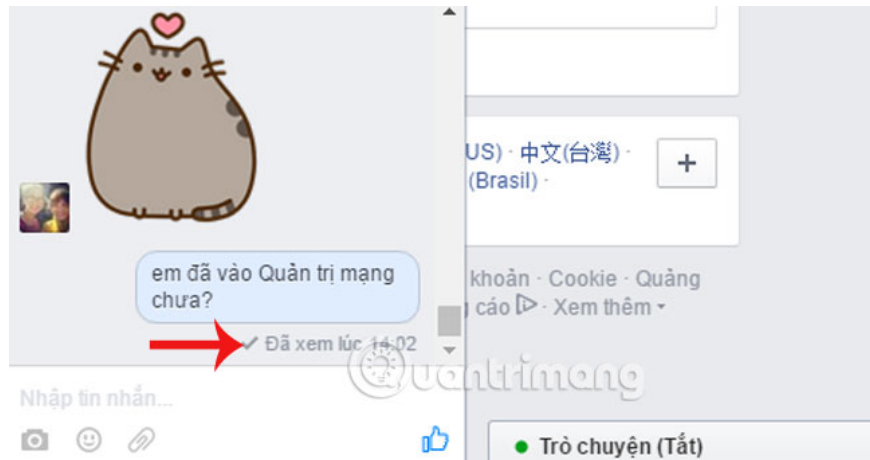 em đã vào Quản trị mạng
chưa?
Đã xem lúc 14:02
Nhập tin nhắn...
US) · 中文(台灣) ·
(Brasil) ·
khoản · Cookie · Quảng
cáo · Xem thêm
Quantrimang
Trò chuyện (Tắt)